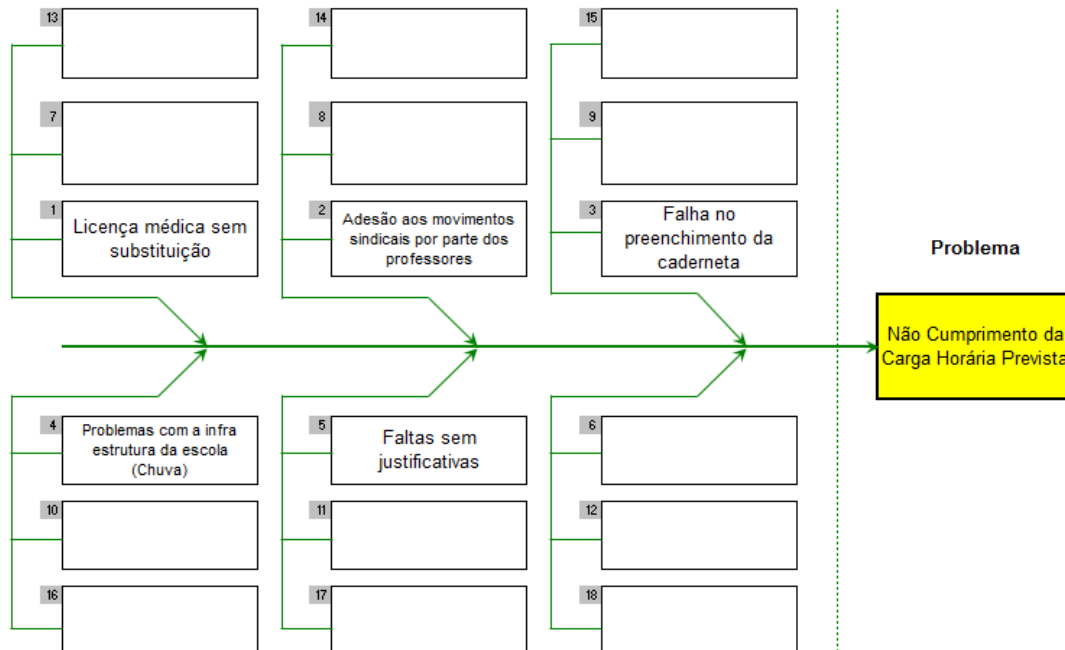 13
14
15
7
8
9
1
Licença médica sem
substituição
2
Adesão aos movimentos
sindicais por parte dos
professores
3
Falha no
preenchimento da
caderneta
Problema
Não Cumprimento da
Carga Horária Prevista
4
Problemas com a infra
estrutura da escola
(Chuva)
5
Faltas sem
justificativas
6
10
11
12
16
17
18